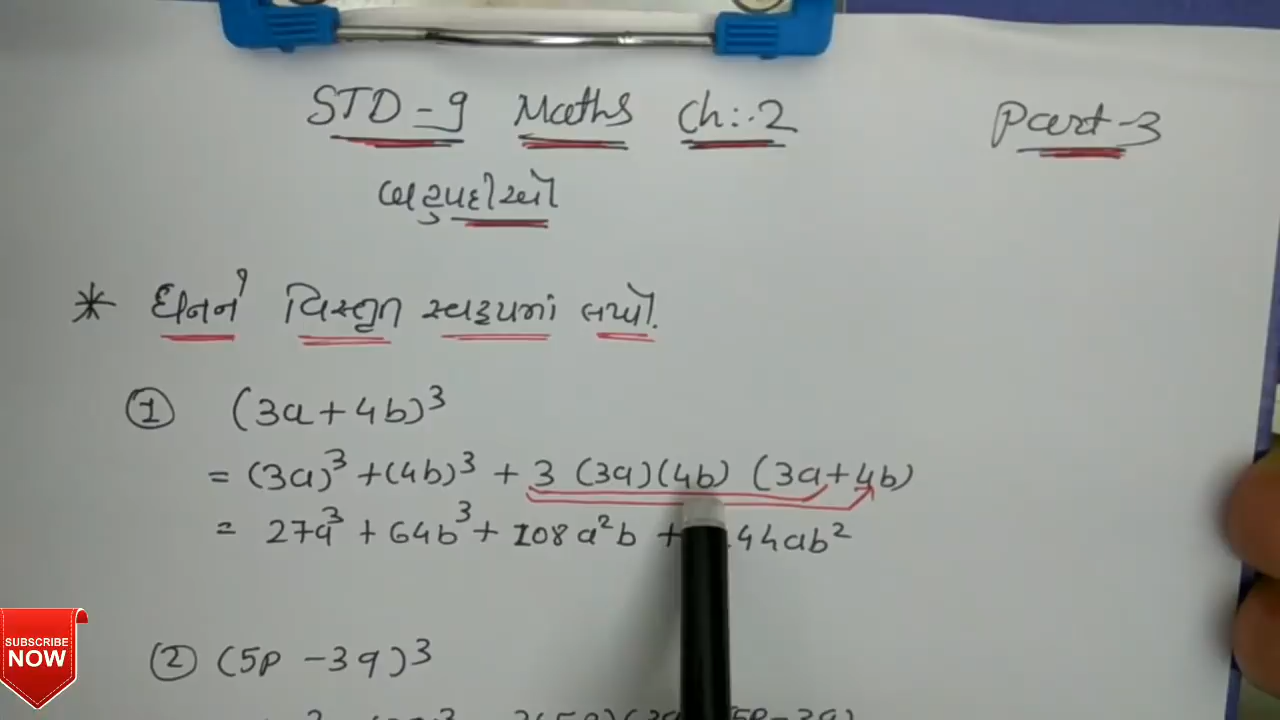 STD-9 Maths Ch:-2 Part-3
બહુપદીઓ
* ઘનને વિસ્તૃત સ્વરૂપમાં લખો.
① (3a+4b)³
= (3a)³ +(4b)³ + 3 (3a)(4b) (3a+4b)
= 27a³ + 64b³ + 108a²b + 44ab²
② (5p -3q)³
SUBSCRIBE
NOW